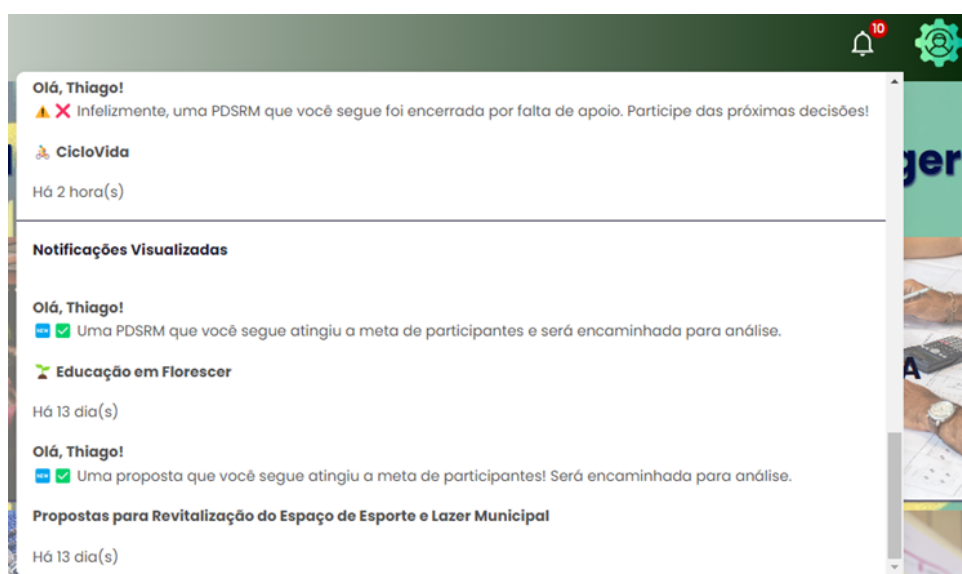 10
Olá, Thiago!
⚠️ ❌ Infelizmente, uma PDSRM que você segue foi encerrada por falta de apoio. Participe das próximas decisões!
🚴 CicloVida
Há 2 hora(s)
ger
Notificações Visualizadas
Olá, Thiago!
🆕 ✅ Uma PDSRM que você segue atingiu a meta de participantes e será encaminhada para análise.
🌱 Educação em Florescer
A
Há 13 dia(s)
Olá, Thiago!
🆕 ✅ Uma proposta que você segue atingiu a meta de participantes! Será encaminhada para análise.
Propostas para Revitalização do Espaço de Esporte e Lazer Municipal
Há 13 dia(s)